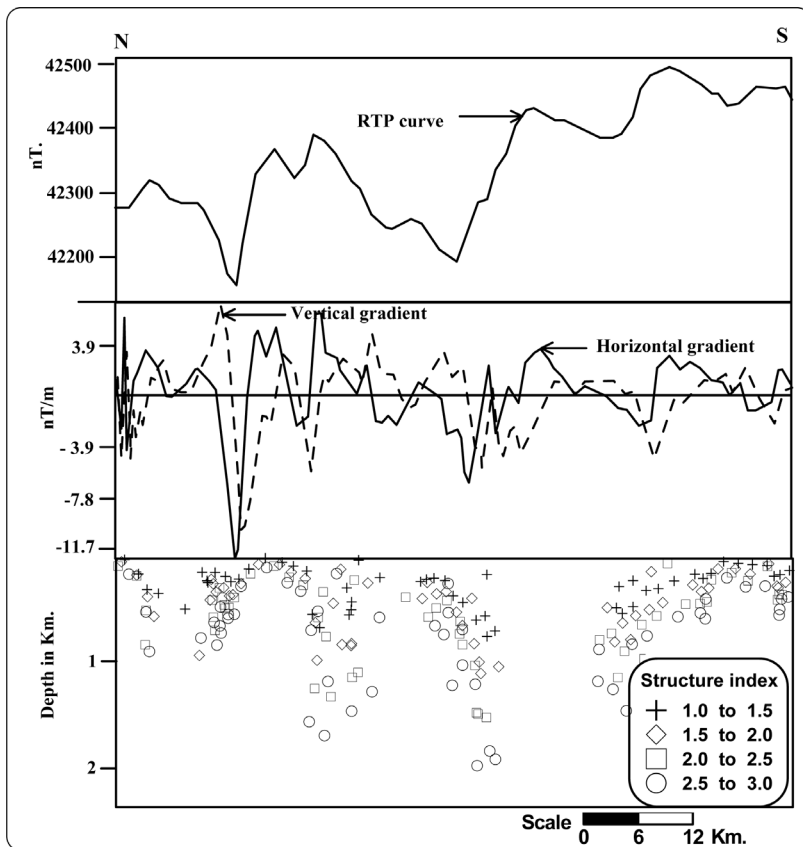 N S
42500
42400
42300
42200
nT.
RTP curve
Vertical gradient
Horizontal gradient
3.9
- 3.9
-7.8
-11.7
nT/m
1
2
Depth in Km.
Structure index
1.0 to 1.5
1.5 to 2.0
2.0 to 2.5
2.5 to 3.0
Scale
0 6 12 Km.